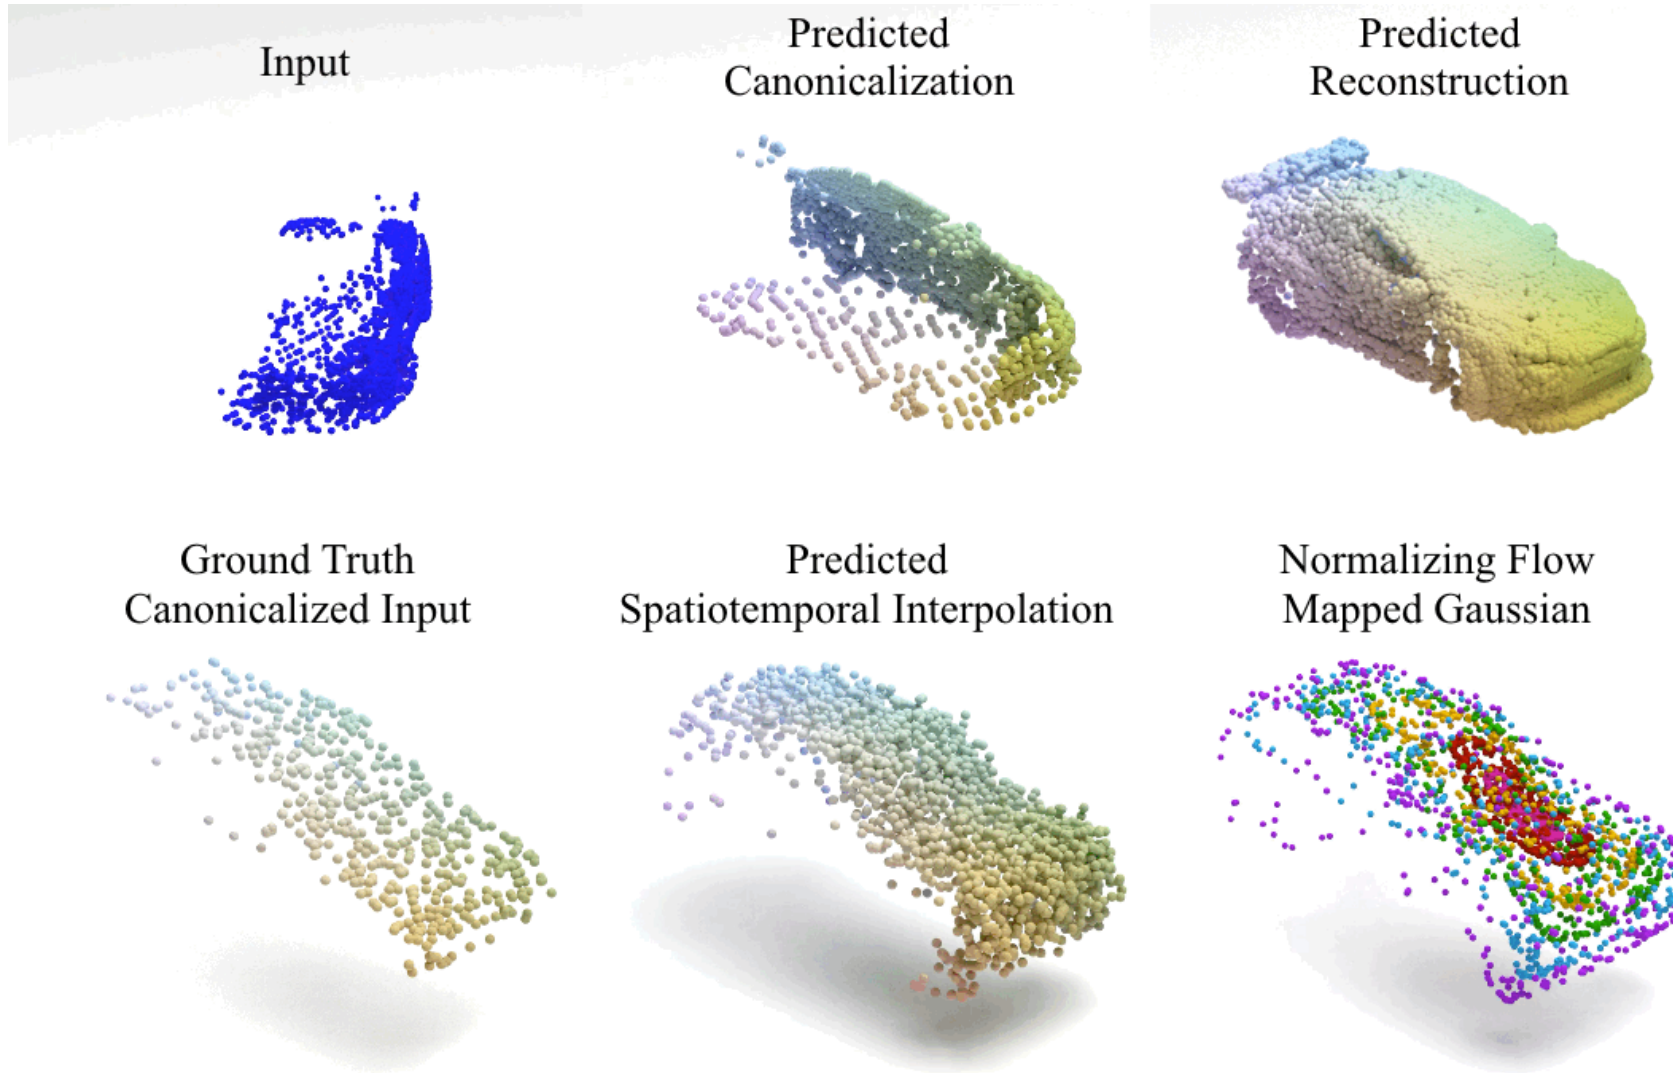 Input
Predicted
Canonicalization
Predicted
Reconstruction
Ground Truth
Canonicalized Input
Predicted
Spatiotemporal Interpolation
Normalizing Flow
Mapped Gaussian